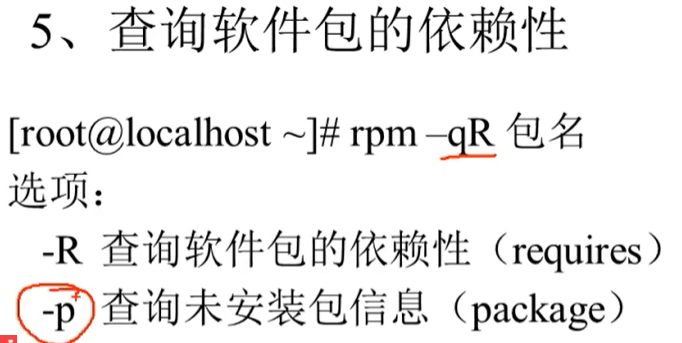 5、查询软件包的依赖性
[root@localhost ~]# rpm –qR 包名
选项：
-R 查询软件包的依赖性（requires）
-p 查询未安装包信息（package）